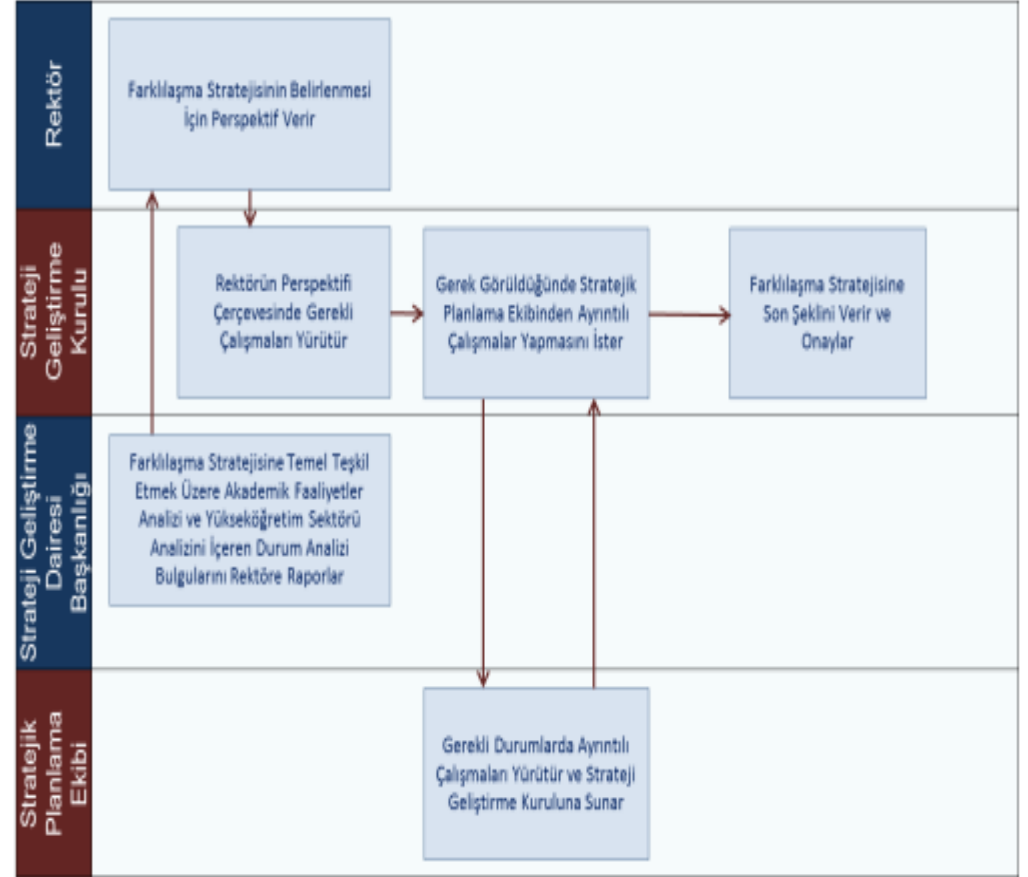 Rektör
Farklılaşma Stratejisinin Belirlenmesi
İçin Perspektif Verir
Strateji
Geliştirme
Kurulu
Rektörün Perspektifi
Çerçevesinde Gerekli
Çalışmaları Yürütür
Gerek Görüldüğünde Stratejik
Planlama Ekibinden Ayrıntılı
Çalışmalar Yapmasını İster
Farklılaşma Stratejisine
Son Şeklini Verir ve
Onaylar
Strateji Geliştirme
Dairesi
Başkanlığı
Farklılaşma Stratejisine Temel Teşkil
Etmek Üzere Akademik Faaliyetler
Analizi ve Yükseköğretim Sektörü
Analizini İçeren Durum Analizi
Bulgularını Rektöre Raporlar
Stratejik
Planlama
Ekibi
Gerekli Durumlarda Ayrıntılı
Çalışmaları Yürütür ve Strateji
Geliştirme Kuruluna Sunar